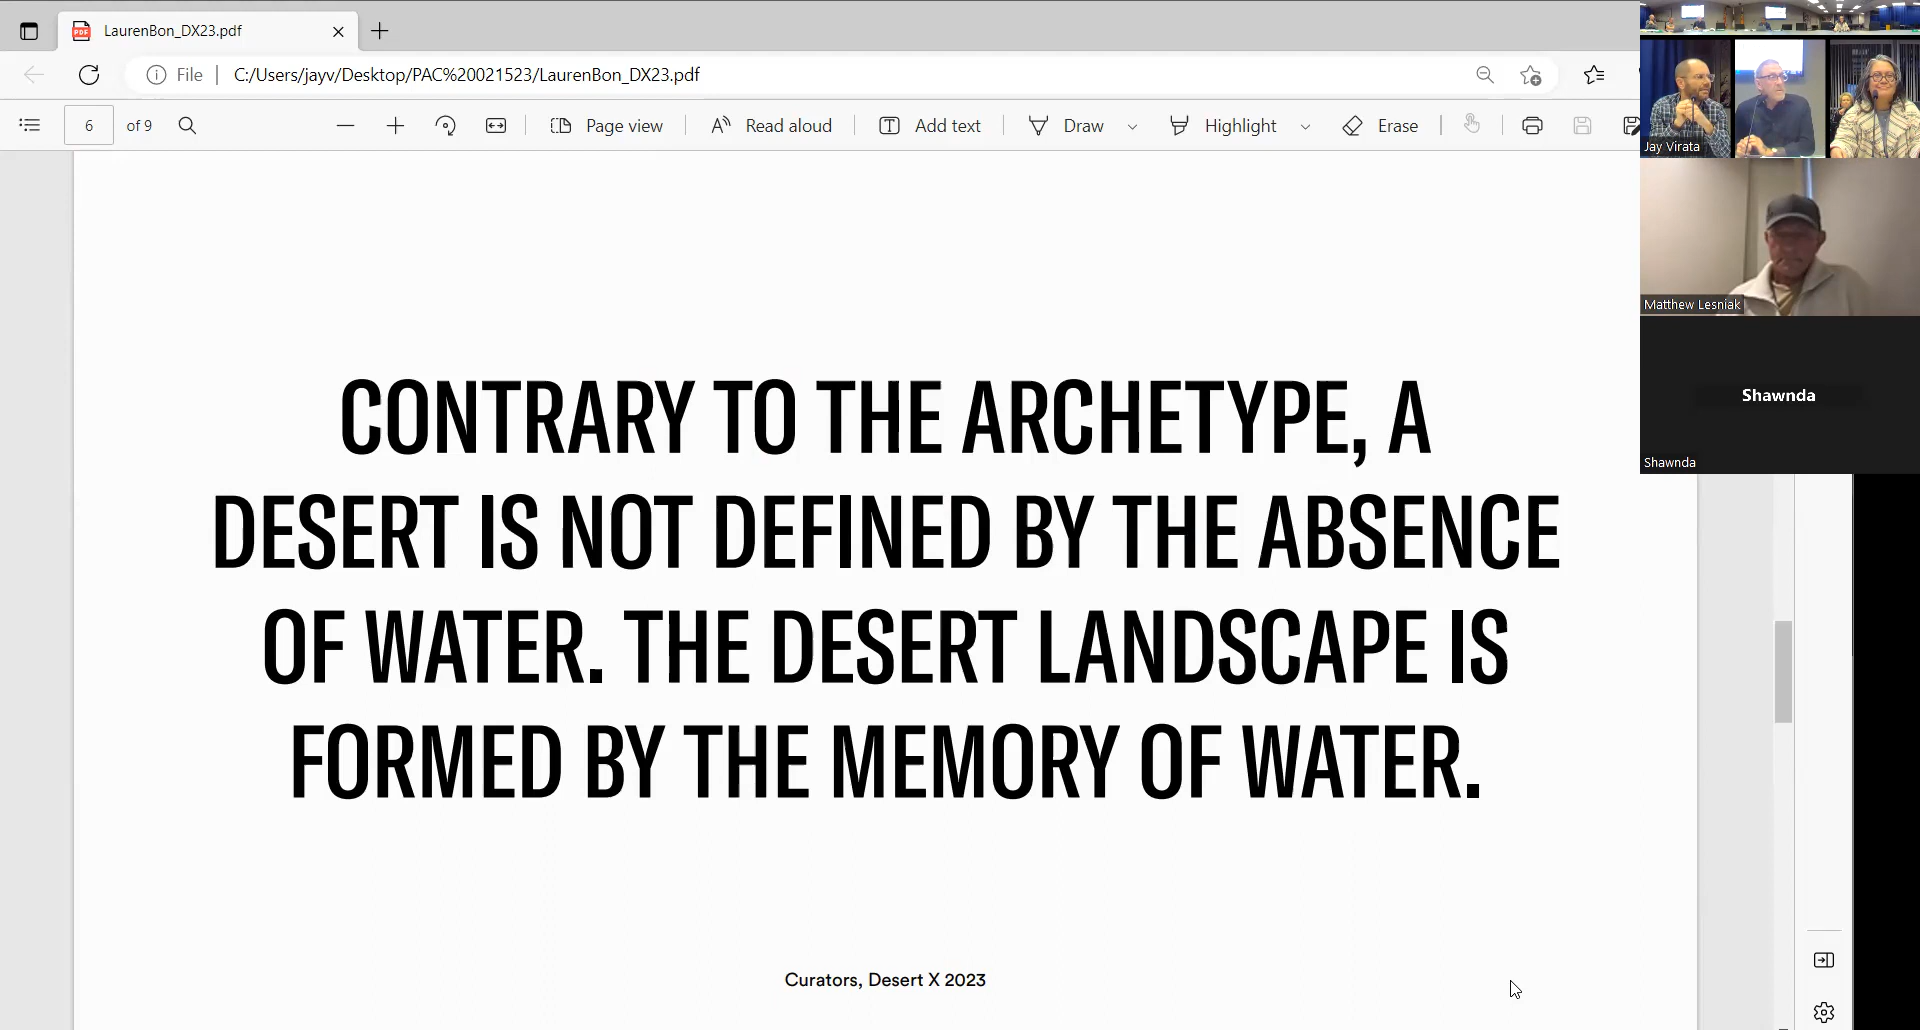 LaurenBon_DX23.pdf
File
C:/Users/jayv/Desktop/PAC%20021523/LaurenBon_DX23.pdf
6 of 9
Page view
Read aloud
Add text
Draw
Highlight
Erase
Jay Virata
Matthew Lesniak
Shawnda
Shawnda
CONTRARY TO THE ARCHETYPE, A
DESERT IS NOT DEFINED BY THE ABSENCE
OF WATER. THE DESERT LANDSCAPE IS
FORMED BY THE MEMORY OF WATER.
Curators, Desert X 2023